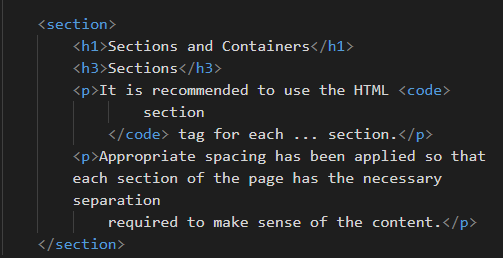 <section>
<h1>Sections and Containers</h1>
<h3>Sections</h3>
<p>It is recommended to use the HTML <code>
section
</code> tag for each ... section.</p>
<p>Appropriate spacing has been applied so that
each section of the page has the necessary
separation
required to make sense of the content.</p>
</section>